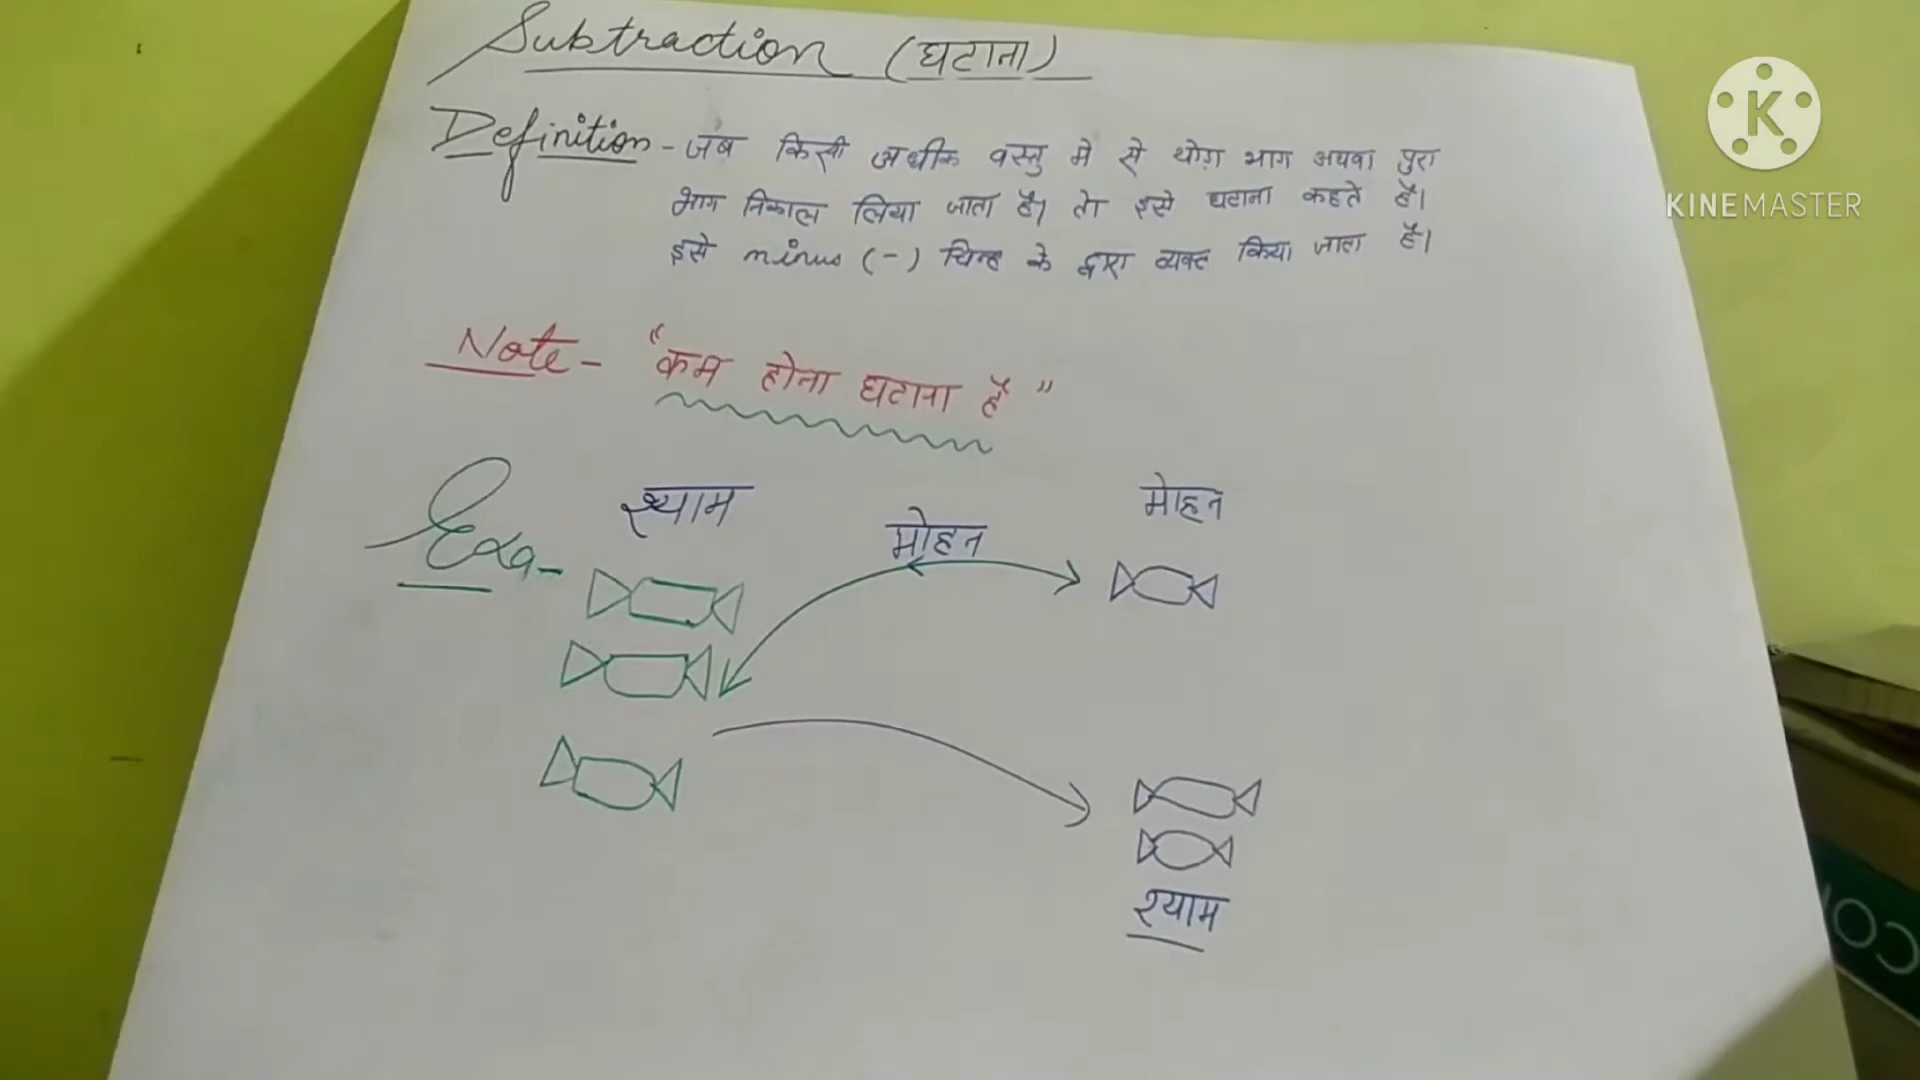 Subtraction (घटाना)
Definition - जब किसी अधीक वस्तु मे से थोग़ भाग अथवा पुरा
भाग निकाल लिया जाता है। तो इसे घटाना कहते है।
इसे minus (-) चिन्ह के द्वारा व्यक्त किया जाता है।
Note - "कम होना घटाना है"
Exa-
श्याम
मोहन
मोहन
श्याम
K
KINEMASTER
CO